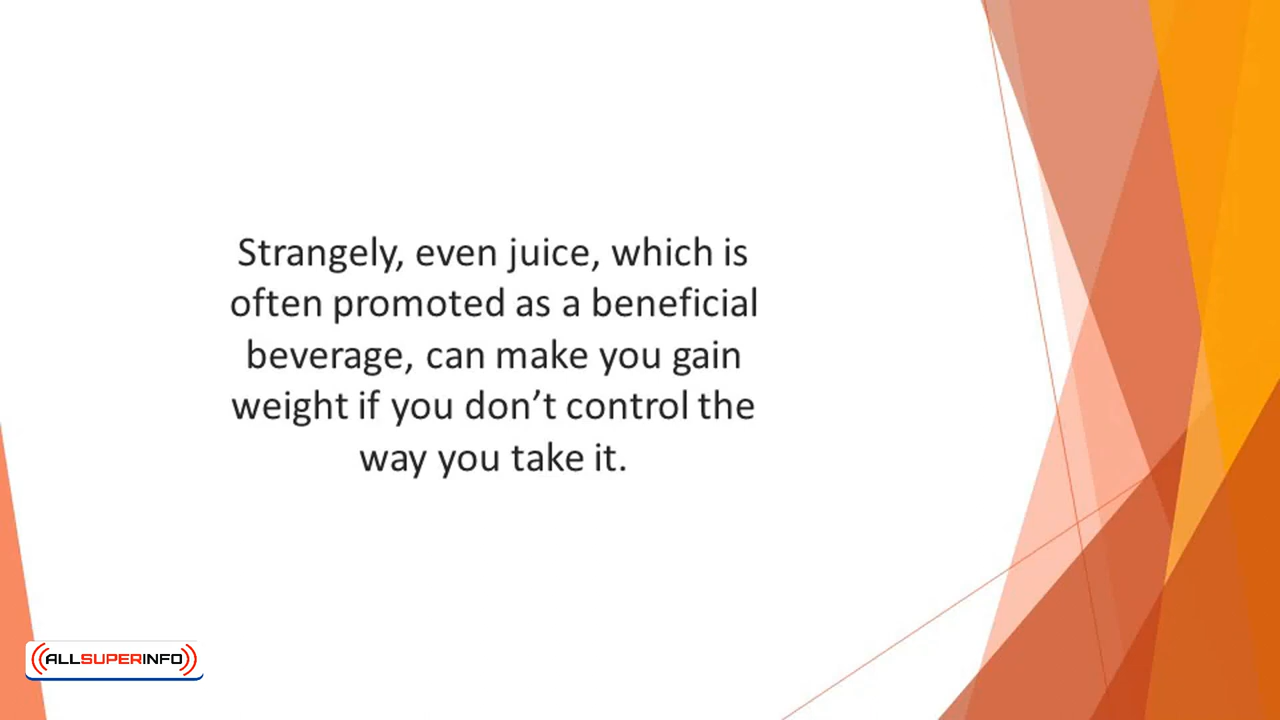 Strangely, even juice, which is
often promoted as a beneficial
beverage, can make you gain
weight if you don’t control the
way you take it.
ALLSUPERINFO